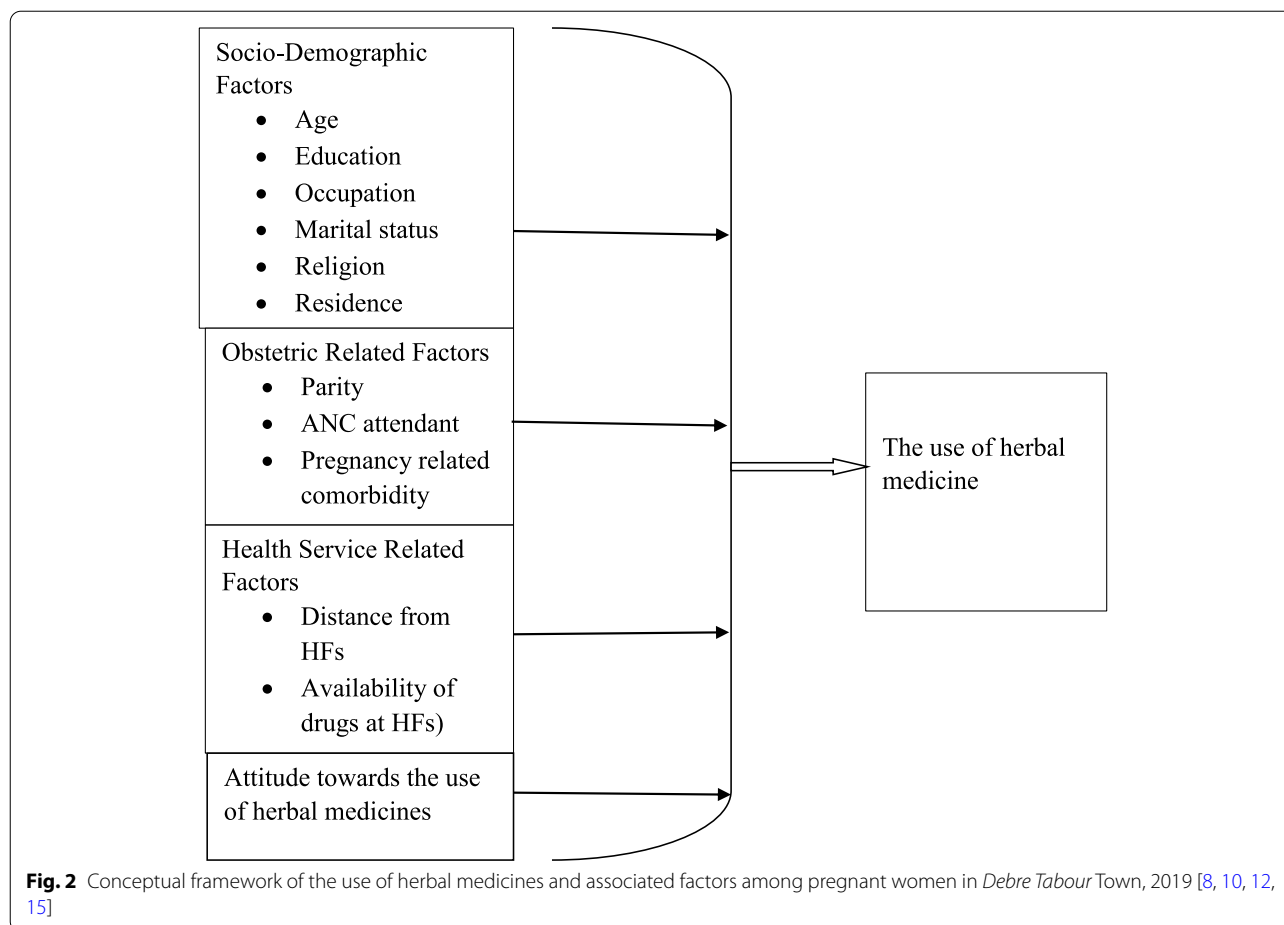 Socio-Demographic
Factors
• Age
• Education
• Occupation
• Marital status
• Religion
• Residence
Obstetric Related Factors
• Parity
• ANC attendant
• Pregnancy related
comorbidity
Health Service Related
Factors
• Distance from
HFs
• Availability of
drugs at HFs)
Attitude towards the use
of herbal medicines
The use of herbal
medicine
Fig. 2 Conceptual framework of the use of herbal medicines and associated factors among pregnant women in Debre Tabour Town, 2019 [8, 10, 12,
15]